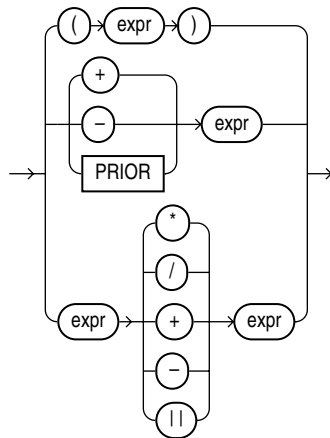 ( expr )
+
− expr
PRIOR
*
/
expr + expr
−
||